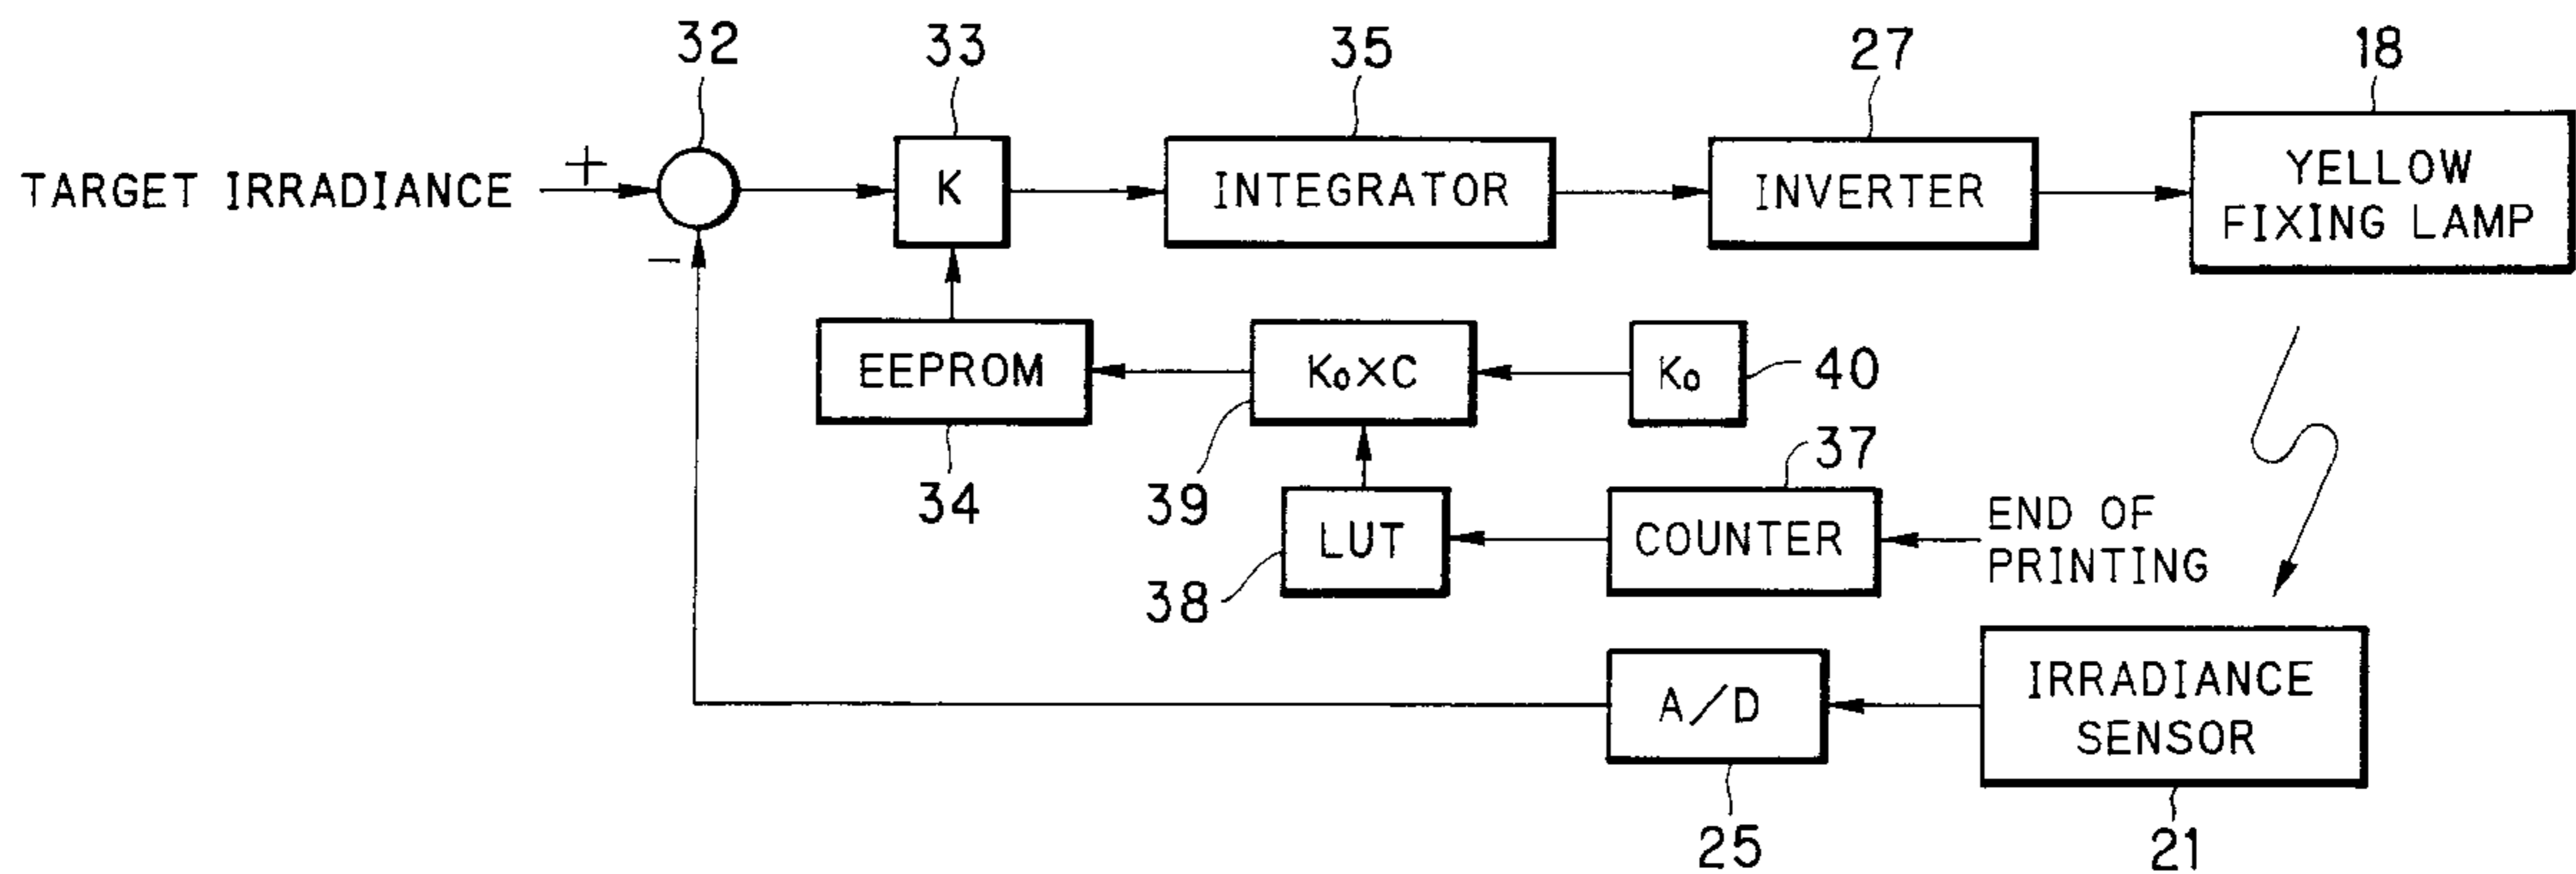 32
33
35
27
18
TARGET IRRADIANCE
+
K
INTEGRATOR
INVERTER
YELLOW
FIXING LAMP
-
EEPROM
K₀×C
K₀
40
34
39
37
LUT
COUNTER
END OF
PRINTING
38
A/D
IRRADIANCE
SENSOR
25
21